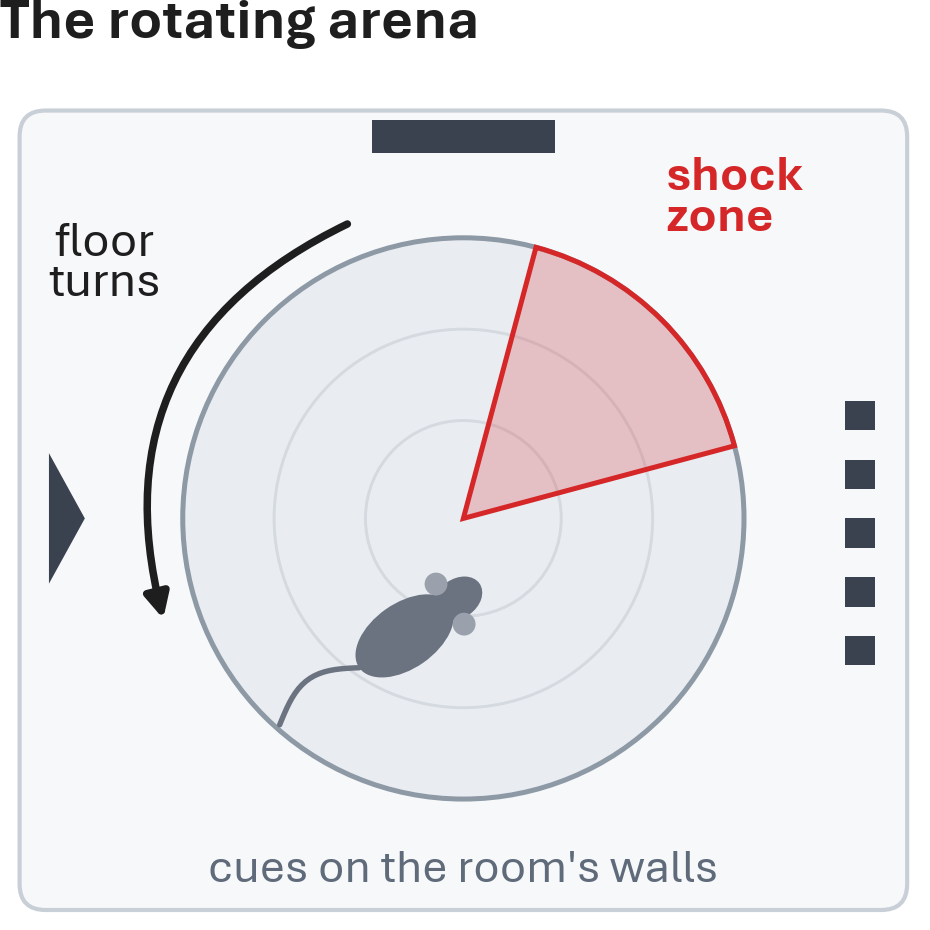 The rotating arena
shock
zone
floor
turns
cues on the room's walls